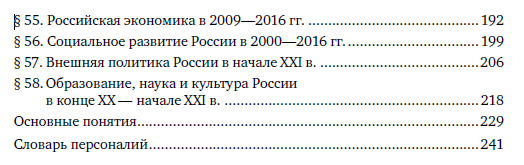 § 55. Российская экономика в 2009—2016 гг. ........................................ 192
§ 56. Социальное развитие России в 2000—2016 гг. ................................ 199
§ 57. Внешняя политика России в начале XXI в. ...................................... 206
§ 58. Образование, наука и культура России
в конце XX — начале XXI в. .......................................................... 218
Основные понятия............................................................................. 229
Словарь персоналий.......................................................................... 241